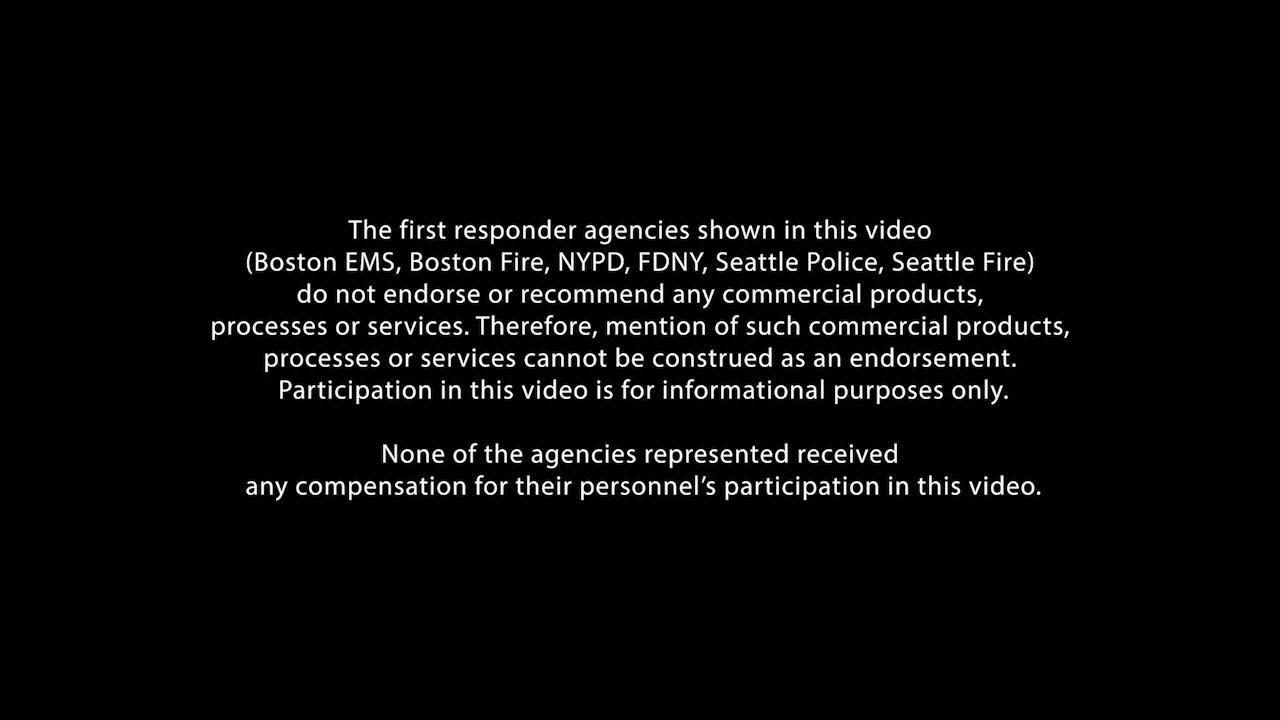 The first responder agencies shown in this video
(Boston EMS, Boston Fire, NYPD, FDNY, Seattle Police, Seattle Fire)
do not endorse or recommend any commercial products,
processes or services. Therefore, mention of such commercial products,
processes or services cannot be construed as an endorsement.
Participation in this video is for informational purposes only.
None of the agencies represented received
any compensation for their personnel’s participation in this video.